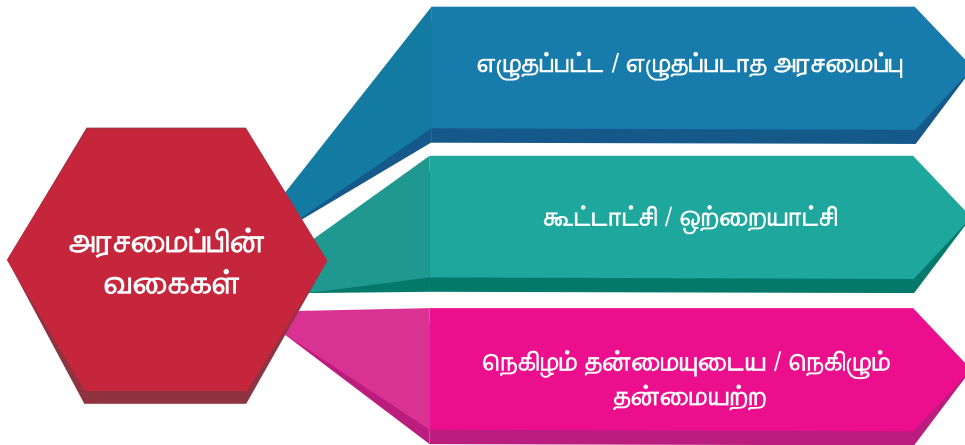 எழுதப்பட்ட / எழுதப்படாத அரசமைப்பு
அரசமைப்பின்
வகைகள்
கூட்டாட்சி / ஒற்றையாட்சி
நெகிழம் தன்மையுடைய / நெகிழும்
தன்மையற்ற